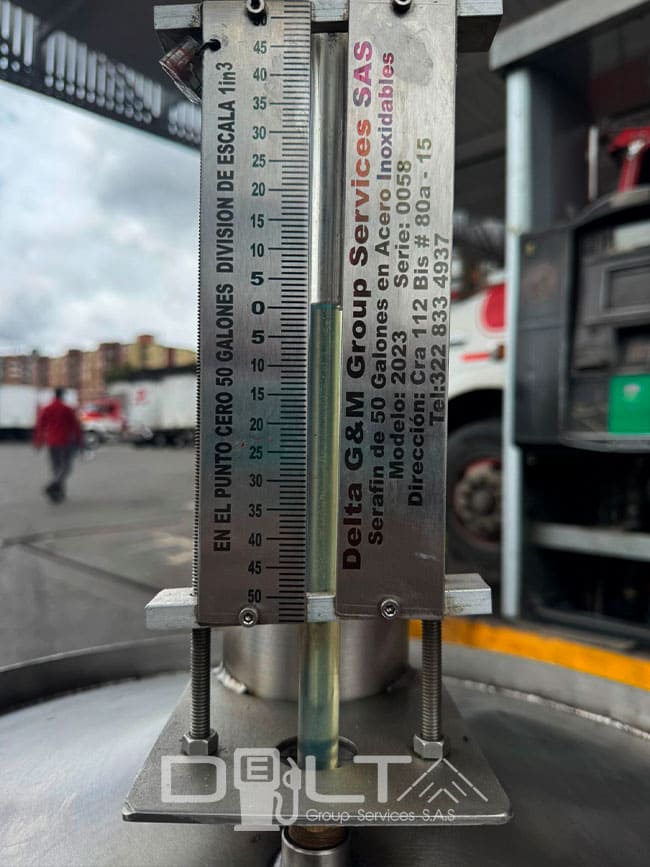 EN EL PUNTO CERO 50 GALONES DIVISION DE ESCALA 1in3
45
40
35
30
25
20
15
10
5
0
5
10
15
20
25
30
35
40
45
50
Delta G&M Group Services SAS
Serafin de 50 Galones en Acero Inoxidables
Modelo: 2023 Serie: 0058
Dirección: Cra 112 Bis # 80a - 15
Tel:322 833 4937
DELTA
Group Services S.A.S